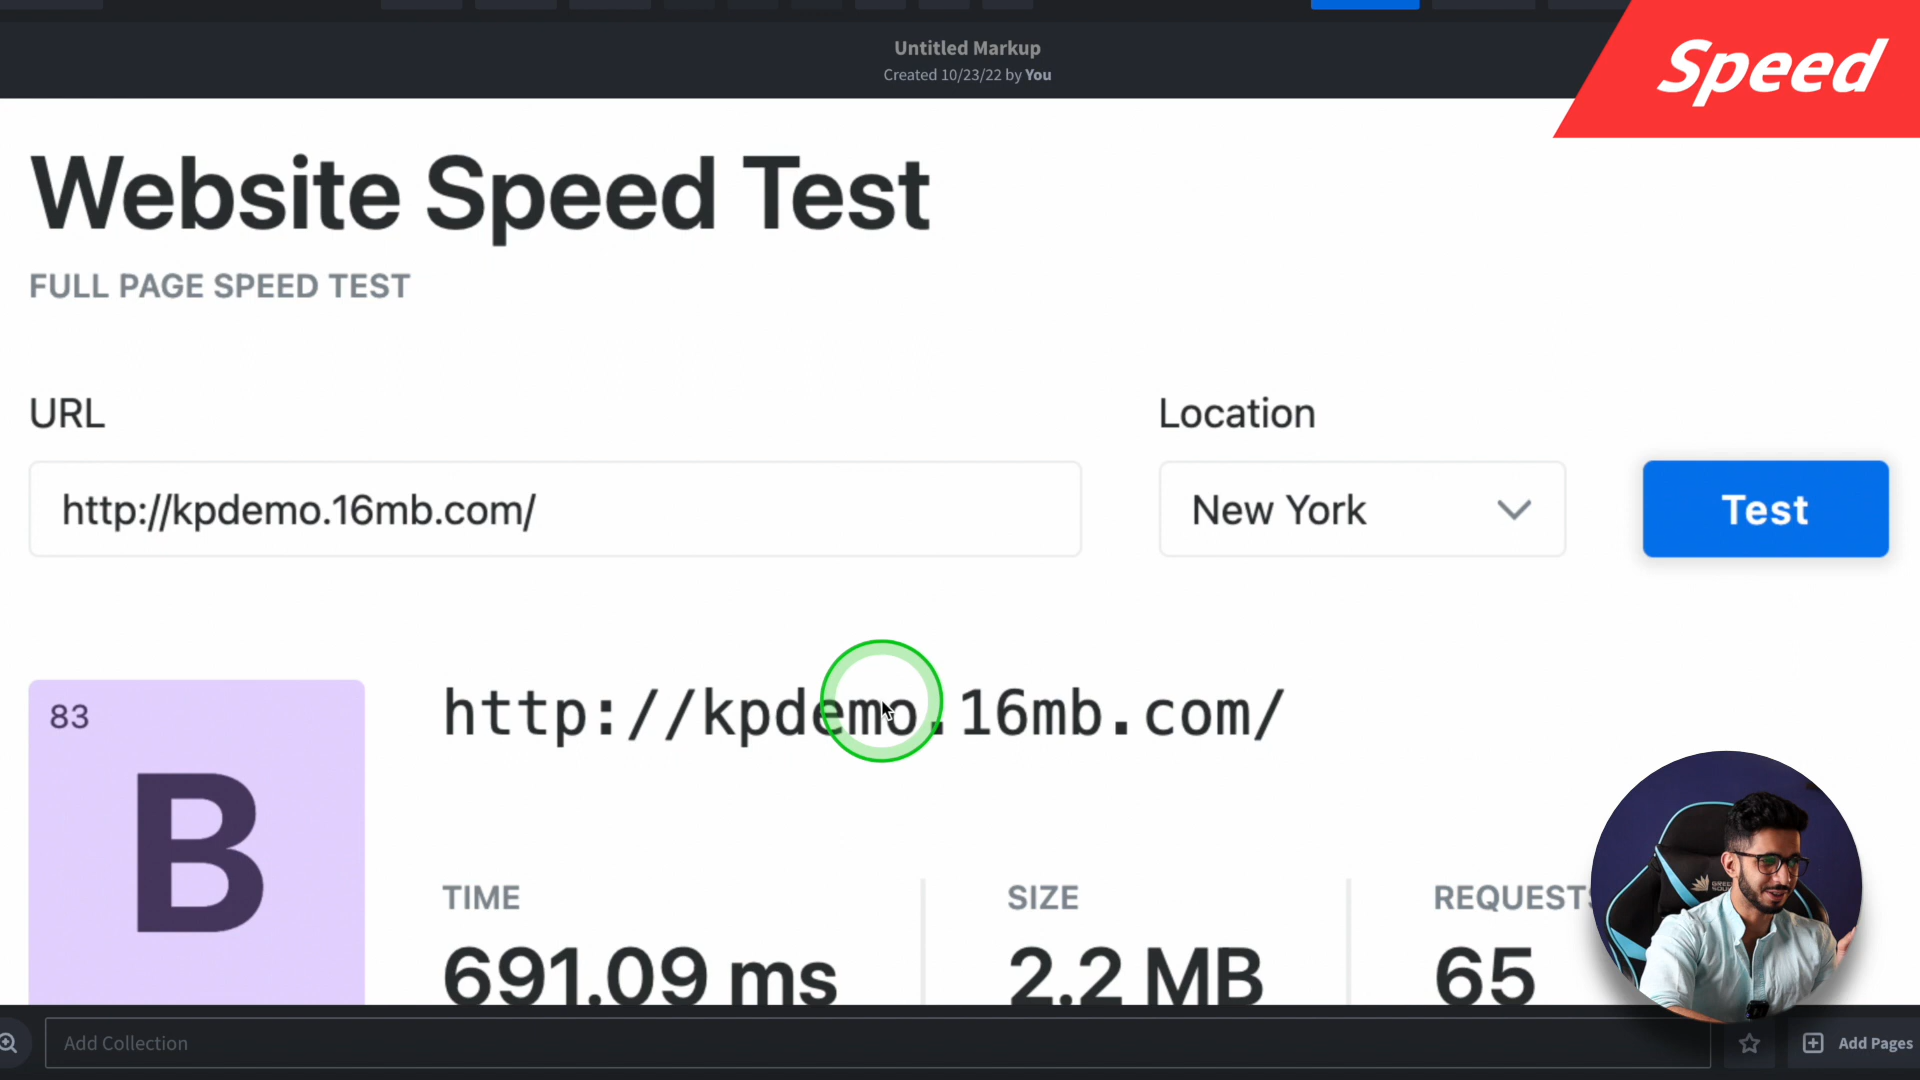 Untitled Markup
Created 10/23/22 by You
Speed
Website Speed Test
FULL PAGE SPEED TEST
URL
Location
http://kpdemo.16mb.com/
New York
Test
83
B
http://kpdemo.16mb.com/
TIME
SIZE
REQUESTS
691.09 ms
2.2 MB
65
Add Collection
Add Pages